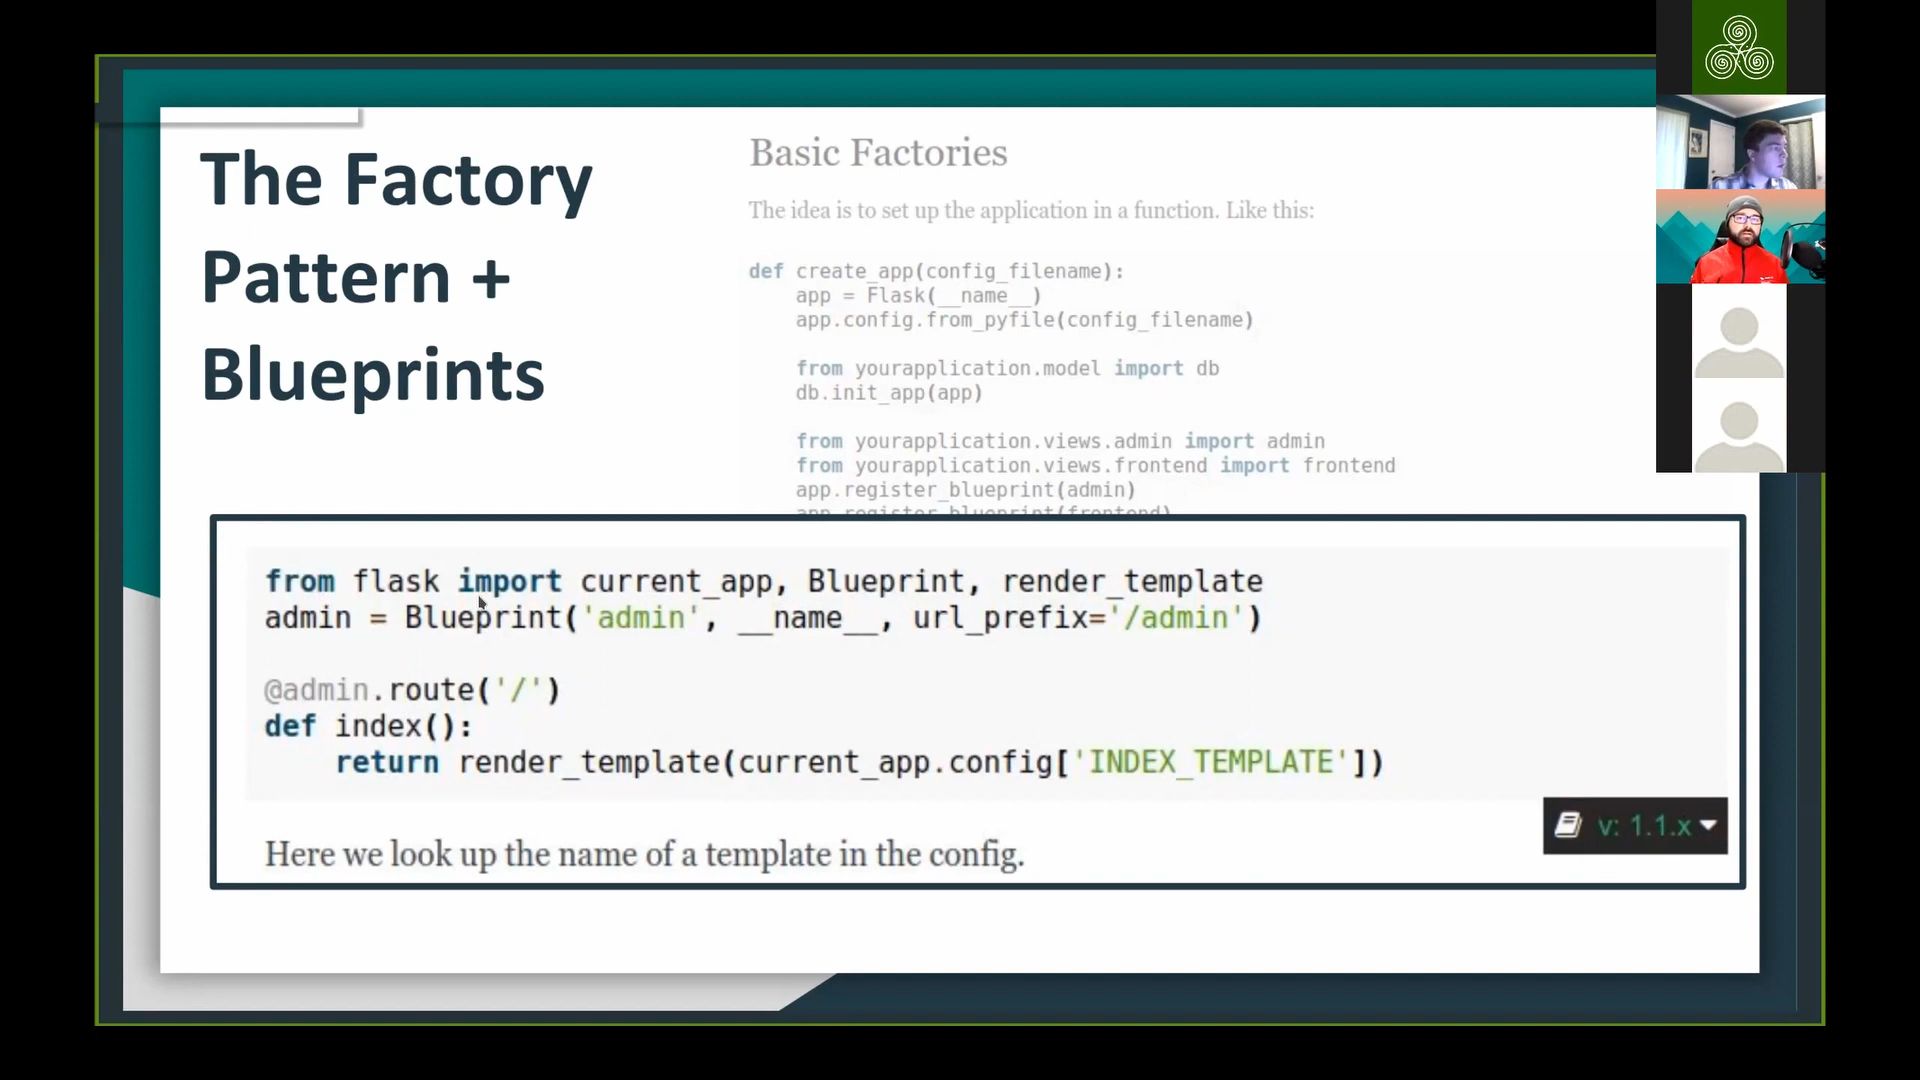 The Factory
Pattern +
Blueprints
Basic Factories
The idea is to set up the application in a function. Like this:
def create_app(config_filename):
    app = Flask(__name__)
    app.config.from_pyfile(config_filename)
    from yourapplication.model import db
    db.init_app(app)
    from yourapplication.views.admin import admin
    from yourapplication.views.frontend import frontend
    app.register_blueprint(admin)
    app.register_blueprint(frontend)
from flask import current_app, Blueprint, render_template
admin = Blueprint('admin', __name__, url_prefix='/admin')
@admin.route('/')
def index():
    return render_template(current_app.config['INDEX_TEMPLATE'])
v: 1.1.x
Here we look up the name of a template in the config.